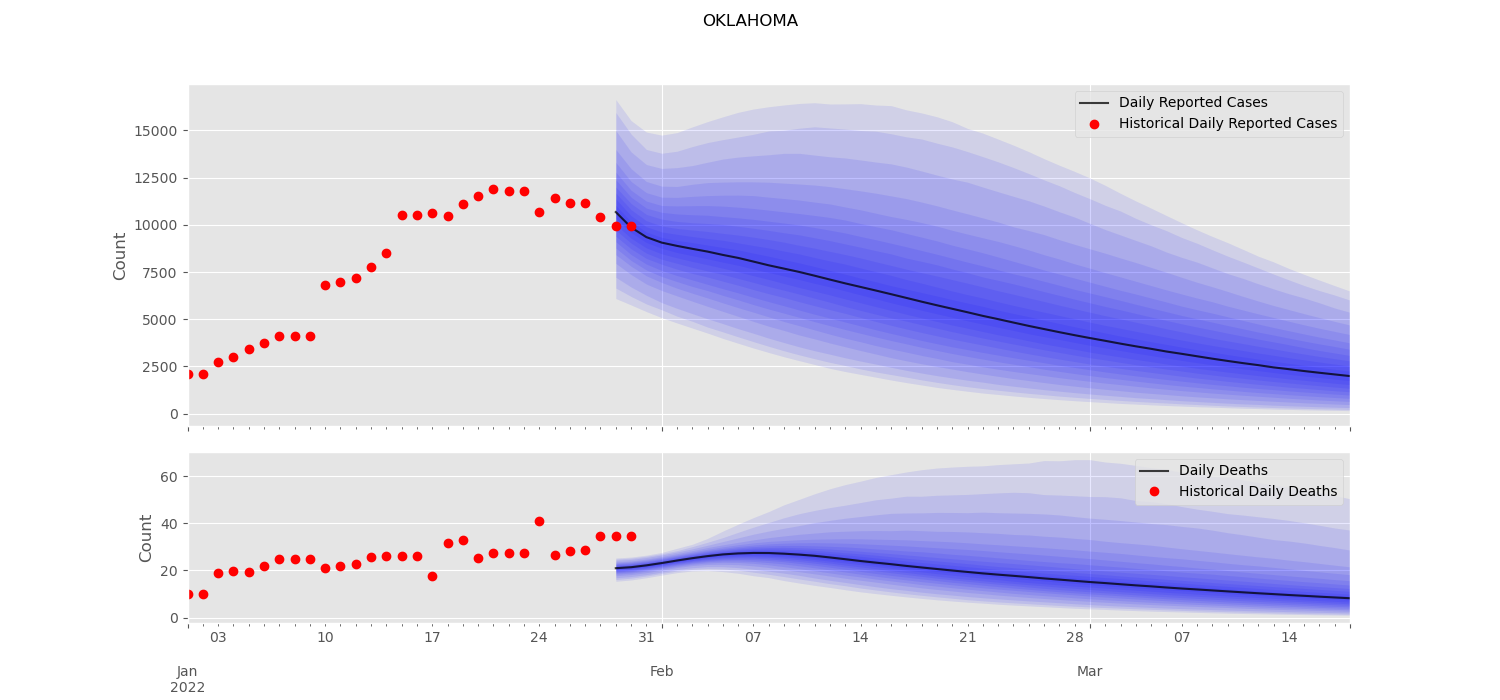 OKLAHOMA
Daily Reported Cases
Historical Daily Reported Cases
Count
15000
12500
10000
7500
5000
2500
0
Daily Deaths
Historical Daily Deaths
Count
60
40
20
0
03 10 17 24 31 07 14 21 28 07 14
Jan Feb Mar
2022